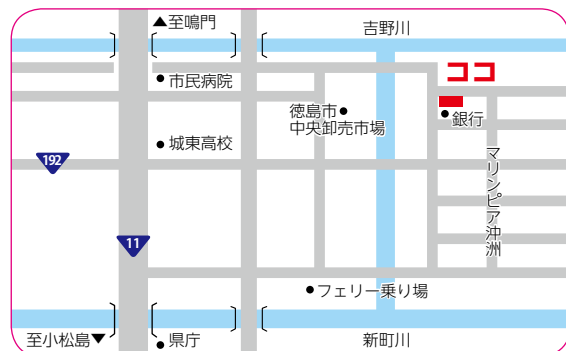 ▲至鳴門
吉野川
ココ
市民病院
徳島市
中央卸売市場
銀行
城東高校
192
マリンピア沖洲
11
フェリー乗り場
至小松島▼
県庁
新町川